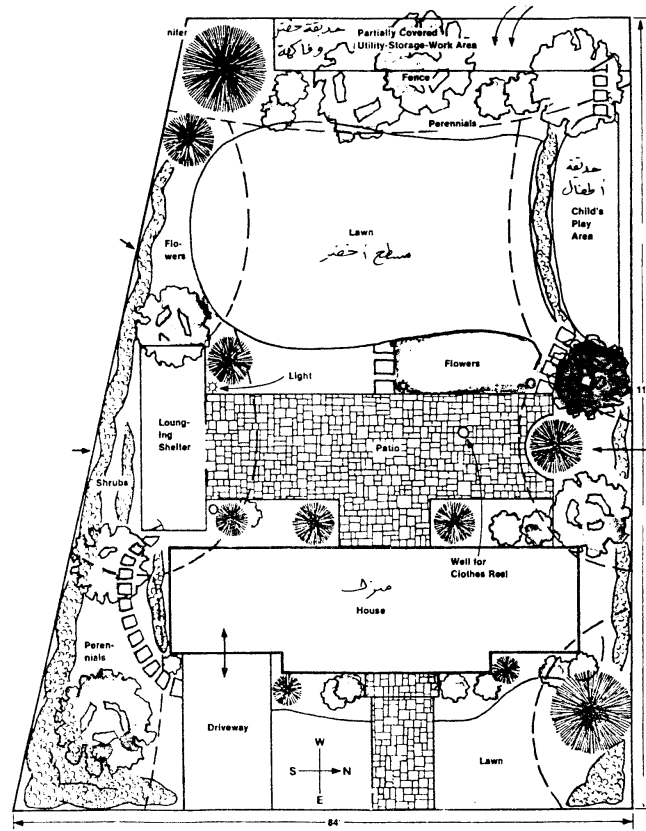 nifer
حديقة خضر
وفاكهة
Partially Covered
Utility-Storage-Work Area
Fence
Perennials
حديقة
أطفال
Child's
Play
Area
Flo-
wers
Lawn
مسطح أخضر
Light
Flowers
11
Loung-
ing
Shelter
Patio
Shrubs
Well for
Clothes Reel
منزل
House
Peren-
nials
Driveway
W
S
N
E
Lawn
84'